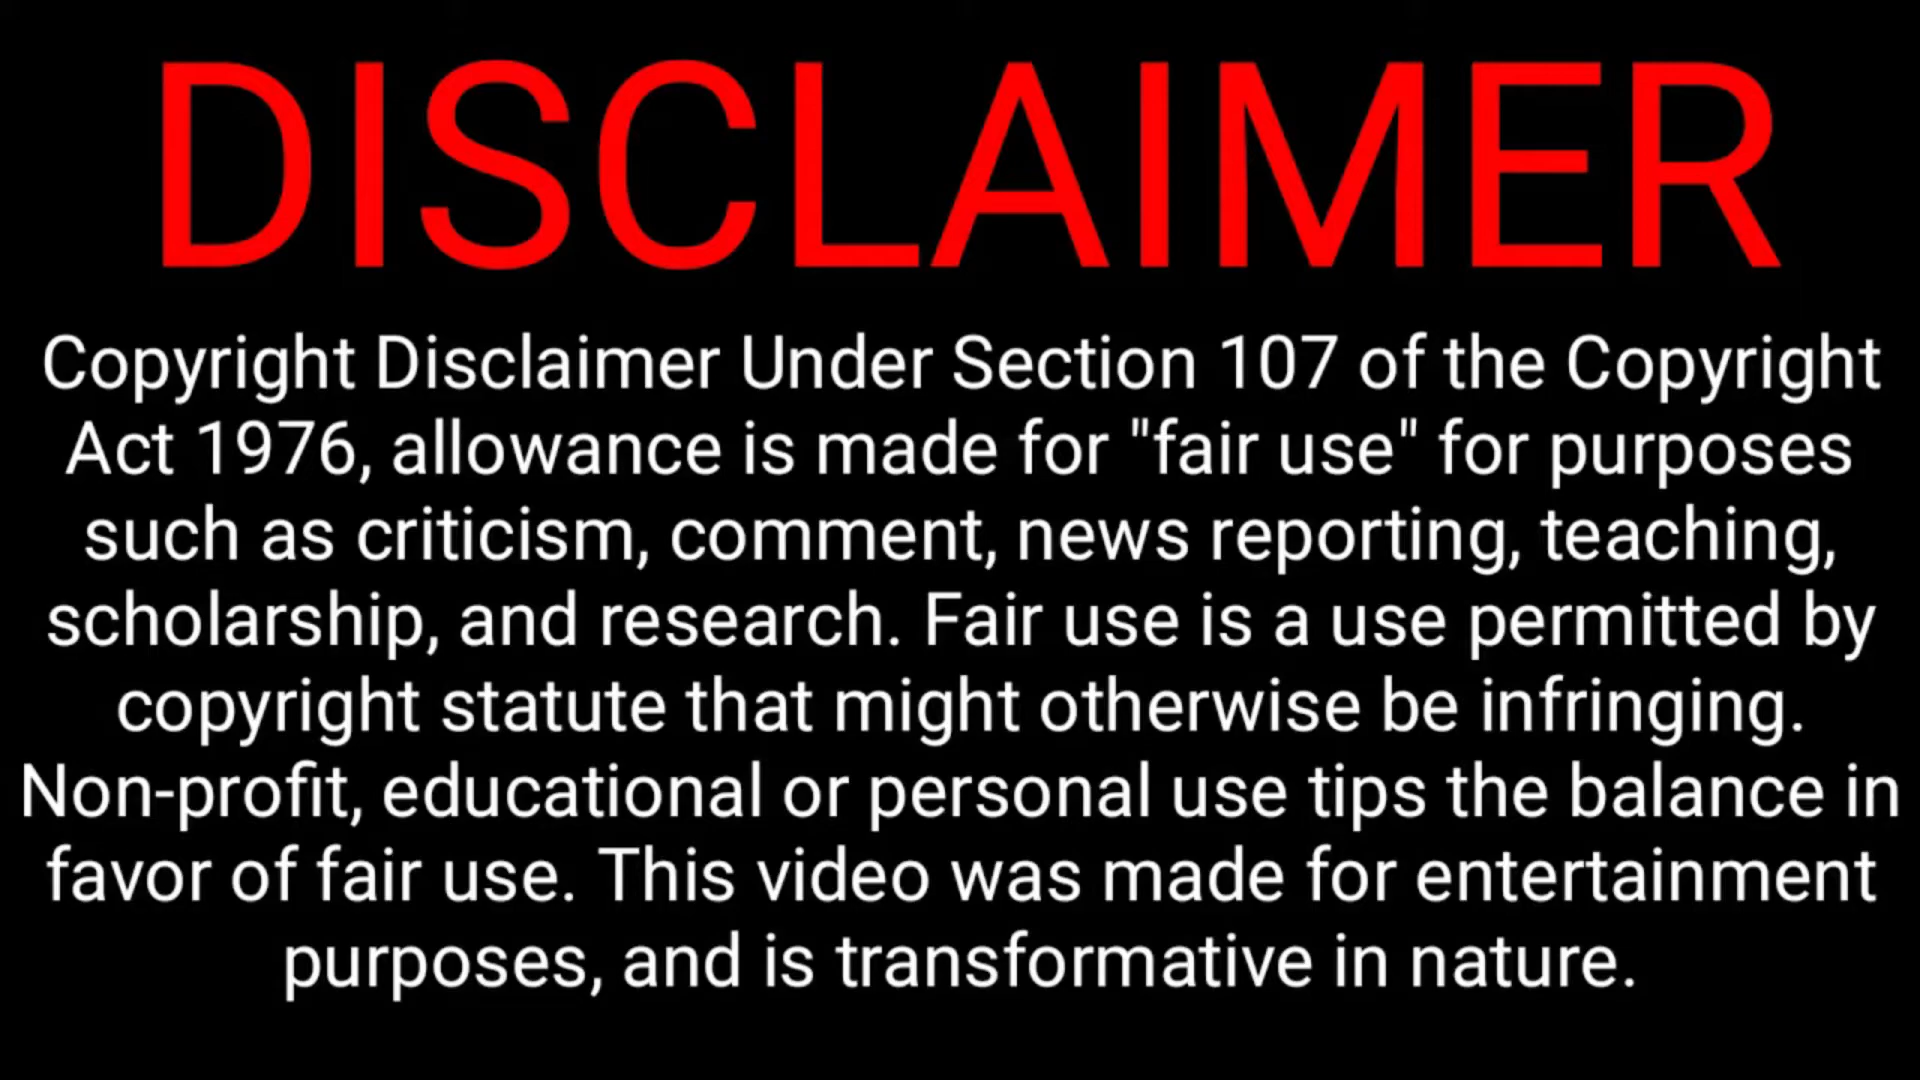 DISCLAIMER
Copyright Disclaimer Under Section 107 of the Copyright
Act 1976, allowance is made for "fair use" for purposes
such as criticism, comment, news reporting, teaching,
scholarship, and research. Fair use is a use permitted by
copyright statute that might otherwise be infringing.
Non-profit, educational or personal use tips the balance in
favor of fair use. This video was made for entertainment
purposes, and is transformative in nature.